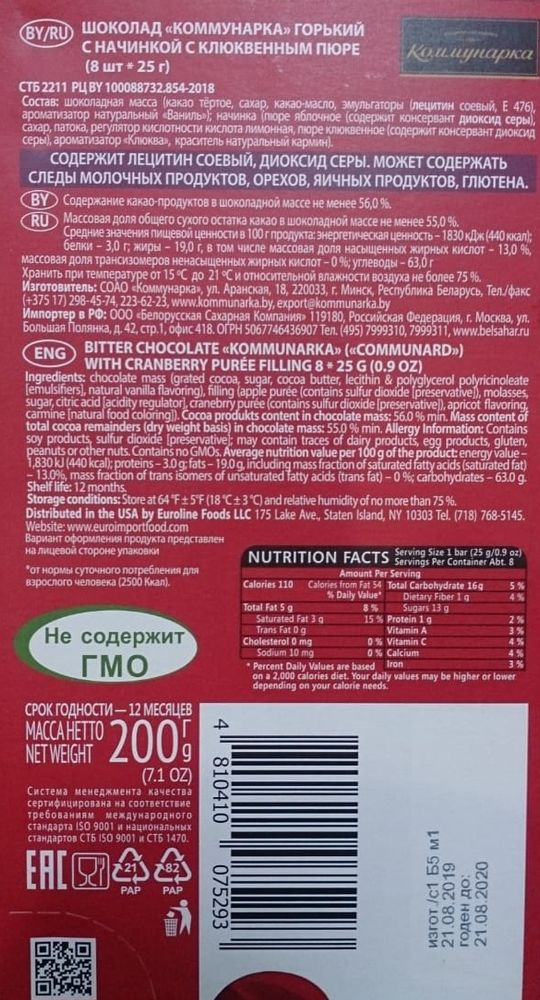 BY/RU
ШОКОЛАД «КОММУНАРКА» ГОРЬКИЙ
С НАЧИНКОЙ С КЛЮКВЕННЫМ ПЮРЕ
(8 шт * 25 г)
Коммунарка
СТБ 2211 РЦ BY 100088732.854-2018
Состав: шоколадная масса (какао тёртое, сахар, какао-масло, эмульгаторы (лецитин соевый, Е 476),
ароматизатор натуральный «Ваниль»); начинка (пюре яблочное (содержит консервант диоксид серы),
сахар, патока, регулятор кислотности кислота лимонная, пюре клюквенное (содержит консервант диоксид
серы), ароматизатор «Клюква», краситель натуральный кармин).
СОДЕРЖИТ ЛЕЦИТИН СОЕВЫЙ, ДИОКСИД СЕРЫ. МОЖЕТ СОДЕРЖАТЬ
СЛЕДЫ МОЛОЧНЫХ ПРОДУКТОВ, ОРЕХОВ, ЯИЧНЫХ ПРОДУКТОВ, ГЛЮТЕНА.
BY Содержание какао-продуктов в шоколадной массе не менее 56,0 %.
RU Массовая доля общего сухого остатка какао в шоколадной массе не менее 55,0 %.
Средние значения пищевой ценности в 100 г продукта: энергетическая ценность – 1830 кДж (440 ккал);
белки – 3,0 г; жиры – 19,0 г, в том числе массовая доля насыщенных жирных кислот – 13,0 %,
массовая доля трансизомеров ненасыщенных жирных кислот – 0 %; углеводы – 63,0 г
Хранить при температуре от 15 °С до 21 °С и относительной влажности воздуха не более 75 %.
Изготовитель: СОАО «Коммунарка», ул. Аранская, 18, 220033, г. Минск, Республика Беларусь, Тел./факс
(+375 17) 298-45-74, 223-62-23, www.kommunarka.by, export@kommunarka.by
Импортер в РФ: ООО «Белорусская Сахарная Компания» 119180, Российская Федерация, г. Москва, ул.
Большая Полянка, д. 42, стр.1, офис 418. ОГРН 5067746436907 Тел. (495) 7999310, 7999311, www.belsahar.ru
ENG
BITTER CHOCOLATE «KOMMUNARKA» («COMMUNARD»)
WITH CRANBERRY PURÉE FILLING 8 * 25 G (0.9 OZ)
Ingredients: chocolate mass (grated cocoa, sugar, cocoa butter, lecithin & polyglycerol polyricinoleate
[emulsifiers], natural vanilla flavoring), filling (apple purée (contains sulfur dioxide [preservative]), molasses,
sugar, citric acid [acidity regulator], cranebrry purée (contains sulfur dioxide [preservative]), apricot flavoring,
carmine [natural food coloring]). Cocoa produkts content in chocolate mass: 56.0 % min. Mass content of
total cocoa remainders (dry weight basis) in chocolate mass: 55.0 % min. Allergy Information: Contains
soy products, sulfur dioxide [preservative]; may contain traces of dairy products, egg products, gluten,
peanuts or other nuts. Contains no GMOs. Average nutrition value per 100 g of the product: energy value –
1,830 kJ (440 kcal); proteins – 3.0 g; fats – 19.0 g, including mass fraction of saturated fatty acids (saturated fat)
– 13.0%, mass fraction of trans isomers of unsaturated fatty acids (trans fat) – 0 %; carbohydrates – 63.0 g.
Shelf life: 12 months.
Storage conditions: Store at 64 °F ± 5°F (18 °C ± 3 °C) and relative humidity of no more than 75 %.
Distributed in the USA by Euroline Foods LLC 175 Lake Ave., Staten Island, NY 10303 Tel. (718) 768-5145.
Website: www.euroimportfood.com
Вариант оформления продукта представлен
на лицевой стороне упаковки
*от нормы суточного потребления для
взрослого человека (2500 Ккал).
NUTRITION FACTS Serving Size 1 bar (25 g/0.9 oz)
Servings Per Container Abt. 8
Amount Per Serving
Calories 110 Calories from Fat 54 Total Carbohydrate 16g 5 %
% Daily Value* Dietary Fiber 1 g 4 %
Total Fat 5 g 8 % Sugars 13 g
Saturated Fat 3 g 15 % Protein 1 g 2 %
Trans Fat 0 g Vitamin A 3 %
Cholesterol 0 mg 0 % Vitamin C 4 %
Sodium 10 mg 0 % Calcium 4 %
Iron 3 %
* Percent Daily Values are based
on a 2,000 calories diet. Your daily values may be higher or lower
depending on your calorie needs.
Не содержит
ГМО
СРОК ГОДНОСТИ — 12 МЕСЯЦЕВ
МАССА НЕТТО
NET WEIGHT 200 г g
(7.1 OZ)
Система менеджмента качества
сертифицирована на соответствие
требованиям международного
стандарта ISO 9001 и национальных
стандартов СТБ ISO 9001 и СТБ 1470.
EAC
21 82
PAP PAP
4 810410 075293
изгот /с1 Б5 м1
21.08.2019
годен до:
21.08.2020